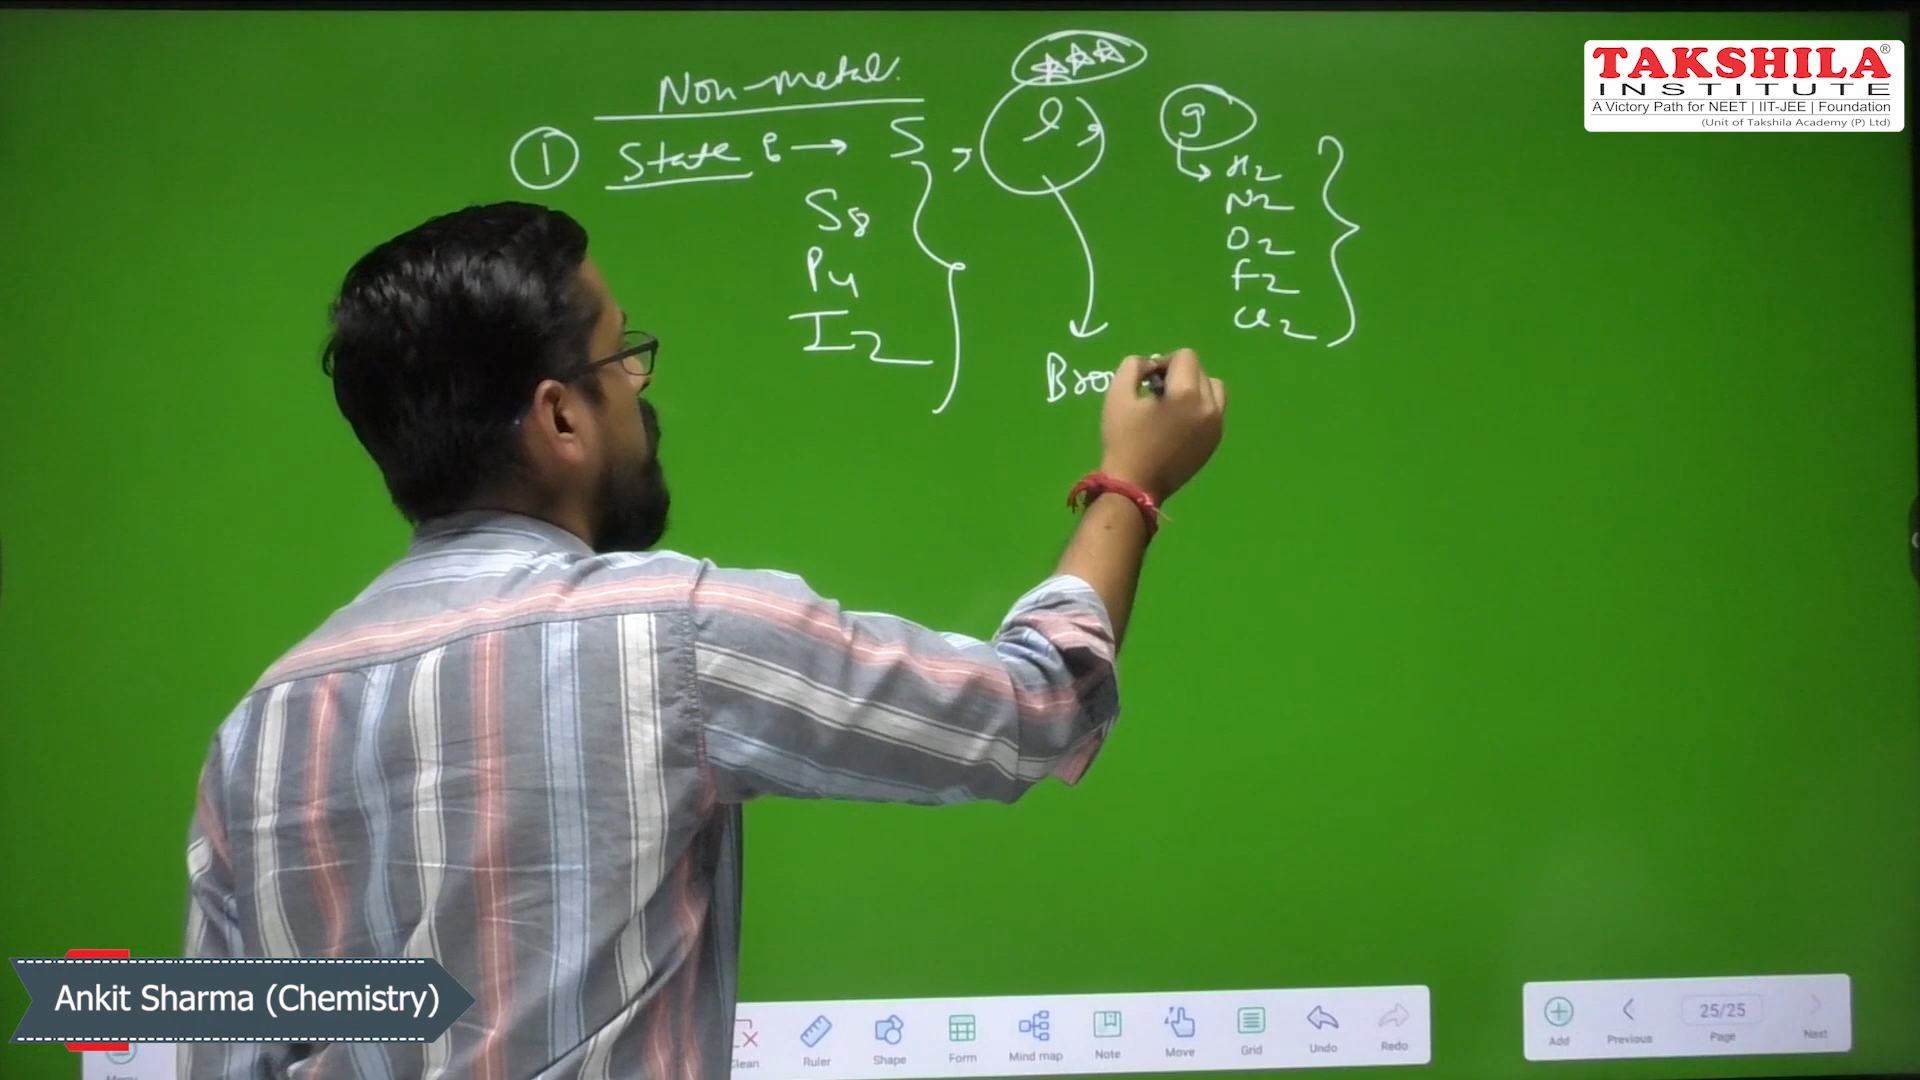 Non-metal.
① State : → S, l, g
S8
P4
I2
→ H2
N2
O2
F2
Cl2
Bro
TAKSHILA®
INSTITUTE
A Victory Path for NEET | IIT-JEE | Foundation
(Unit of Takshila Academy (P) Ltd)
Ankit Sharma (Chemistry)
Menu
Clean
Ruler
Shape
Form
Mind map
Note
Move
Grid
Undo
Redo
Add
Previous
25/25
Page
Next